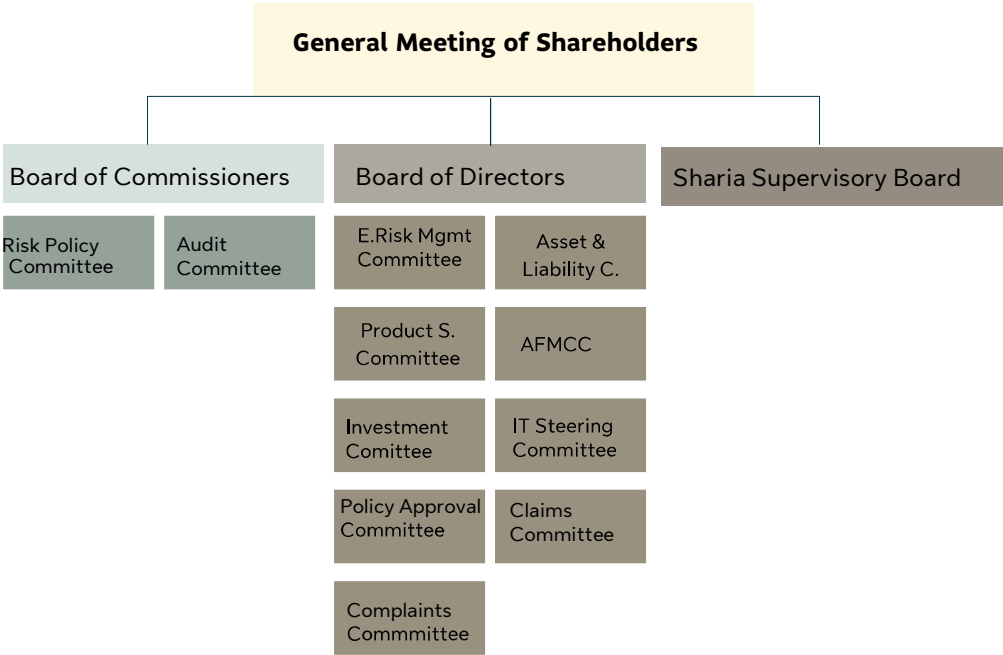 General Meeting of Shareholders
Board of Commissioners
Board of Directors
Sharia Supervisory Board
Risk Policy
Committee
Audit
Committee
E.Risk Mgmt
Committee
Asset &
Liability C.
Product S.
Committee
AFMCC
Investment
Comittee
IT Steering
Committee
Policy Approval
Committee
Claims
Committee
Complaints
Commmittee